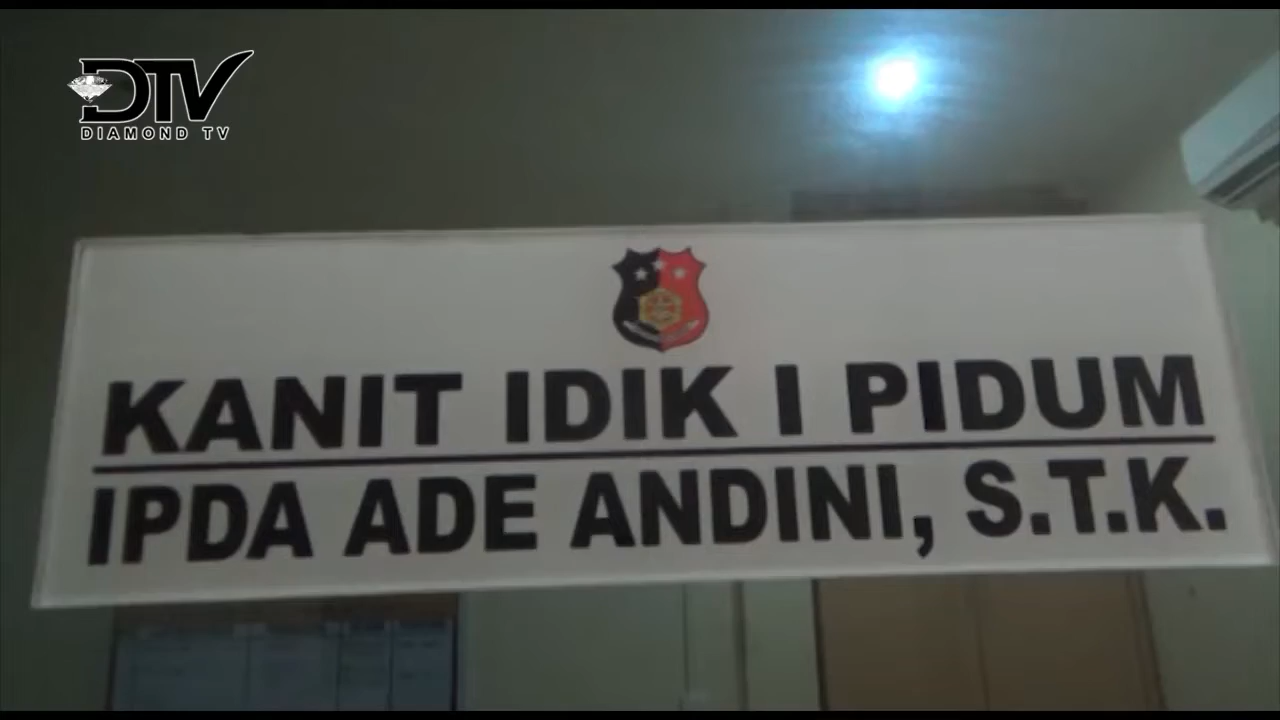 DTV
DIAMOND TV
KANIT IDIK I PIDUM
IPDA ADE ANDINI, S.T.K.